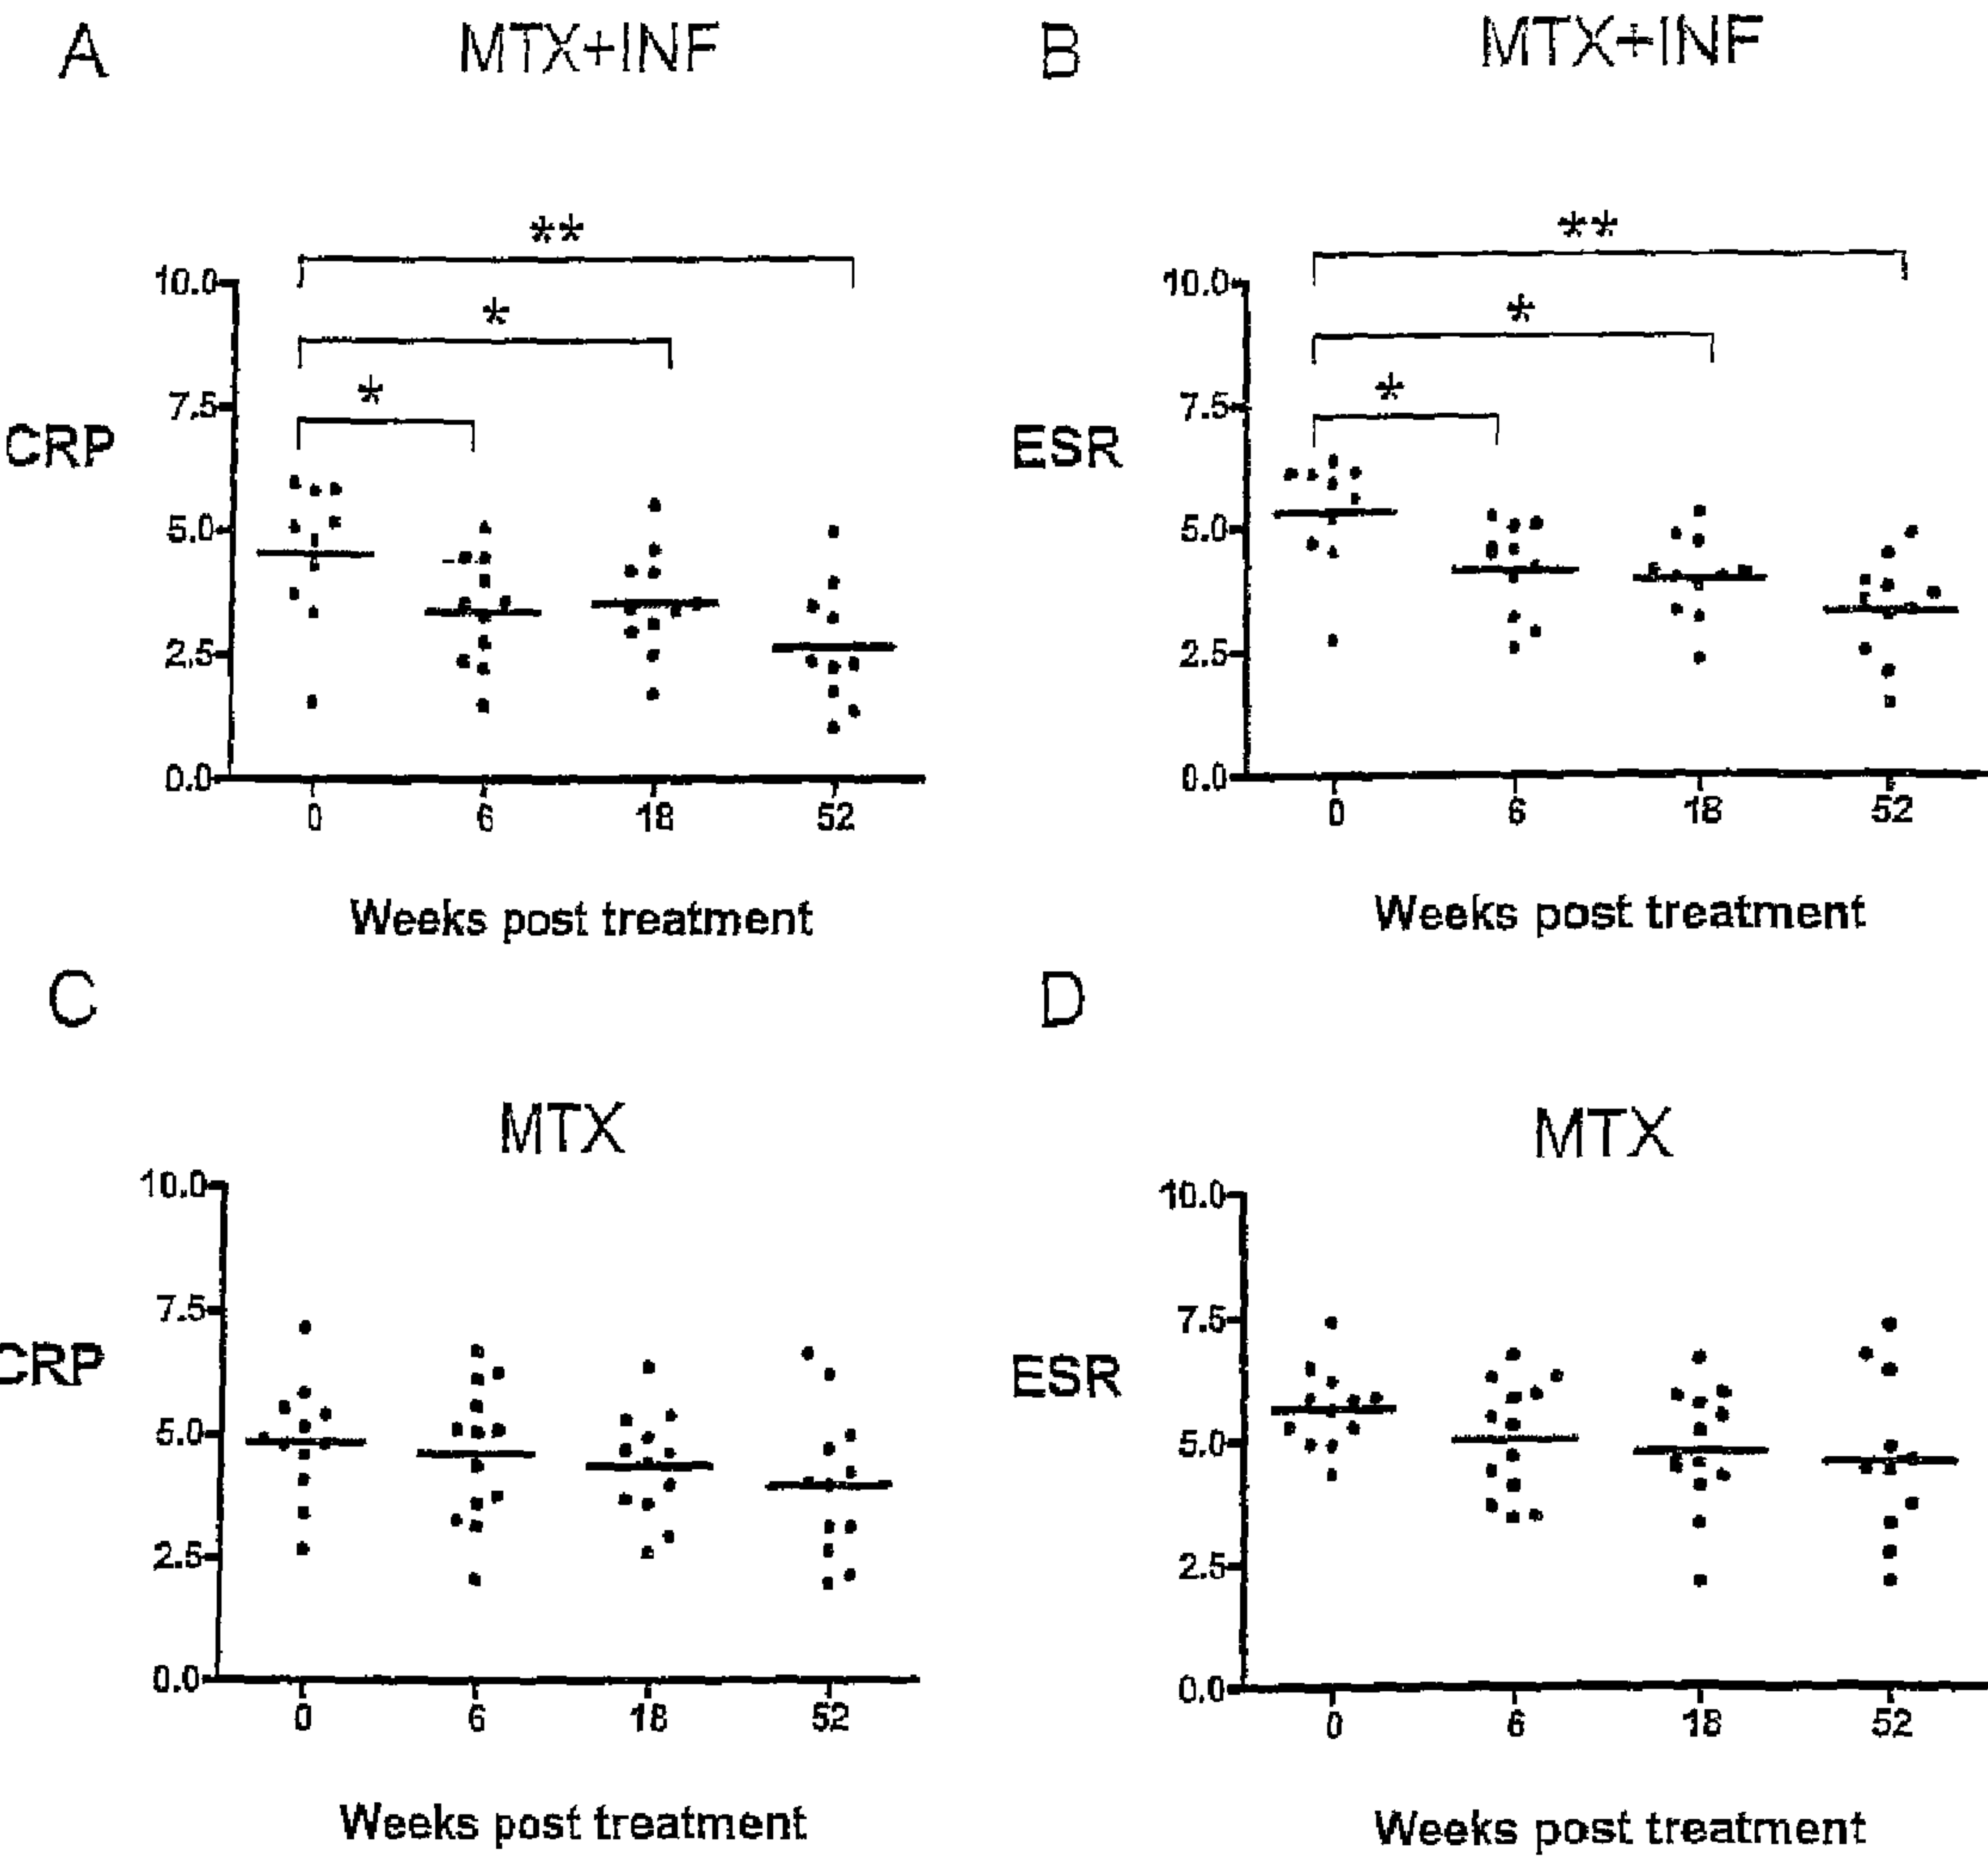 A MTX+INF
**
10.0
*
7.5
*
CRP
5.0
2.5
0.0
0 6 18 52
Weeks post treatment
B MTX+INF
**
10.0
*
7.5
*
ESR
5.0
2.5
0.0
0 6 18 52
Weeks post treatment
C
MTX
10.0
7.5
CRP
5.0
2.5
0.0
0 6 18 52
Weeks post treatment
D
MTX
10.0
7.5
ESR
5.0
2.5
0.0
0 6 18 52
Weeks post treatment